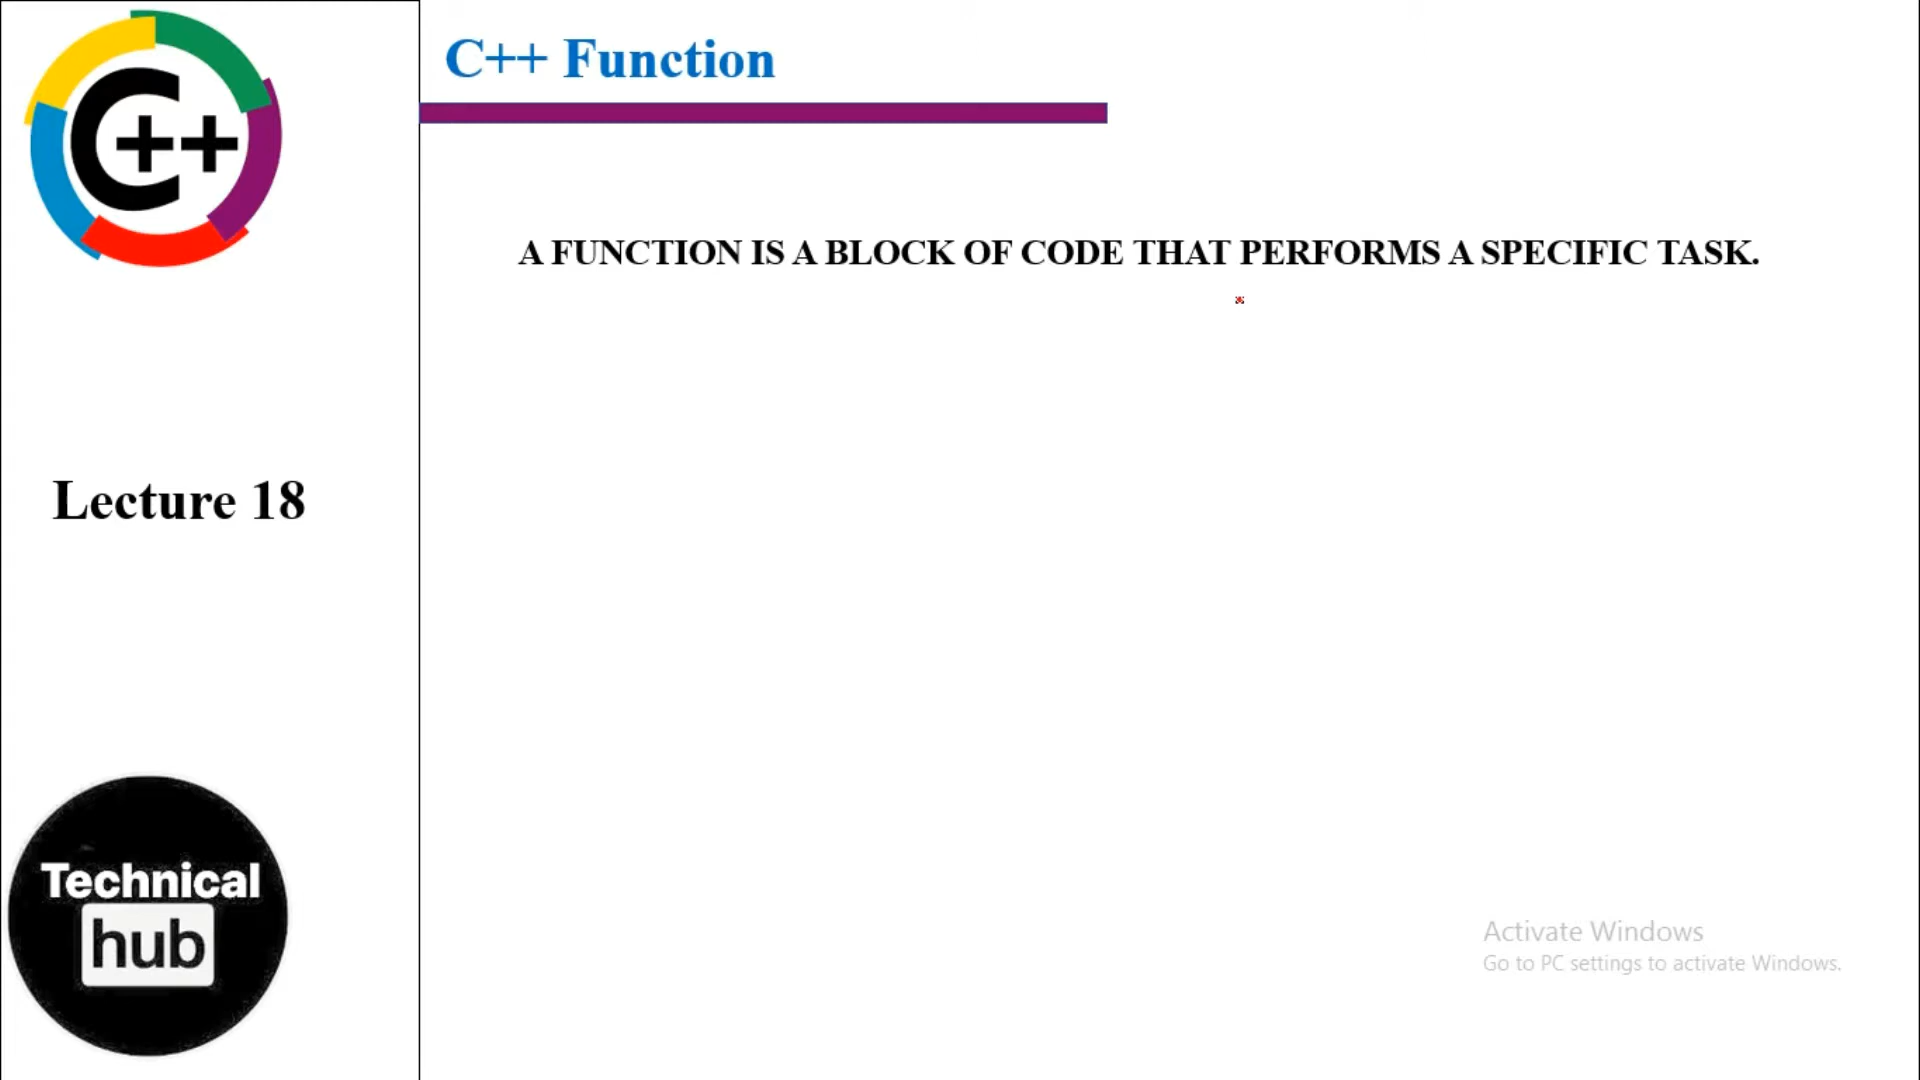 C++
C++ Function
A FUNCTION IS A BLOCK OF CODE THAT PERFORMS A SPECIFIC TASK.
Lecture 18
Technical
hub
Activate Windows
Go to PC settings to activate Windows.